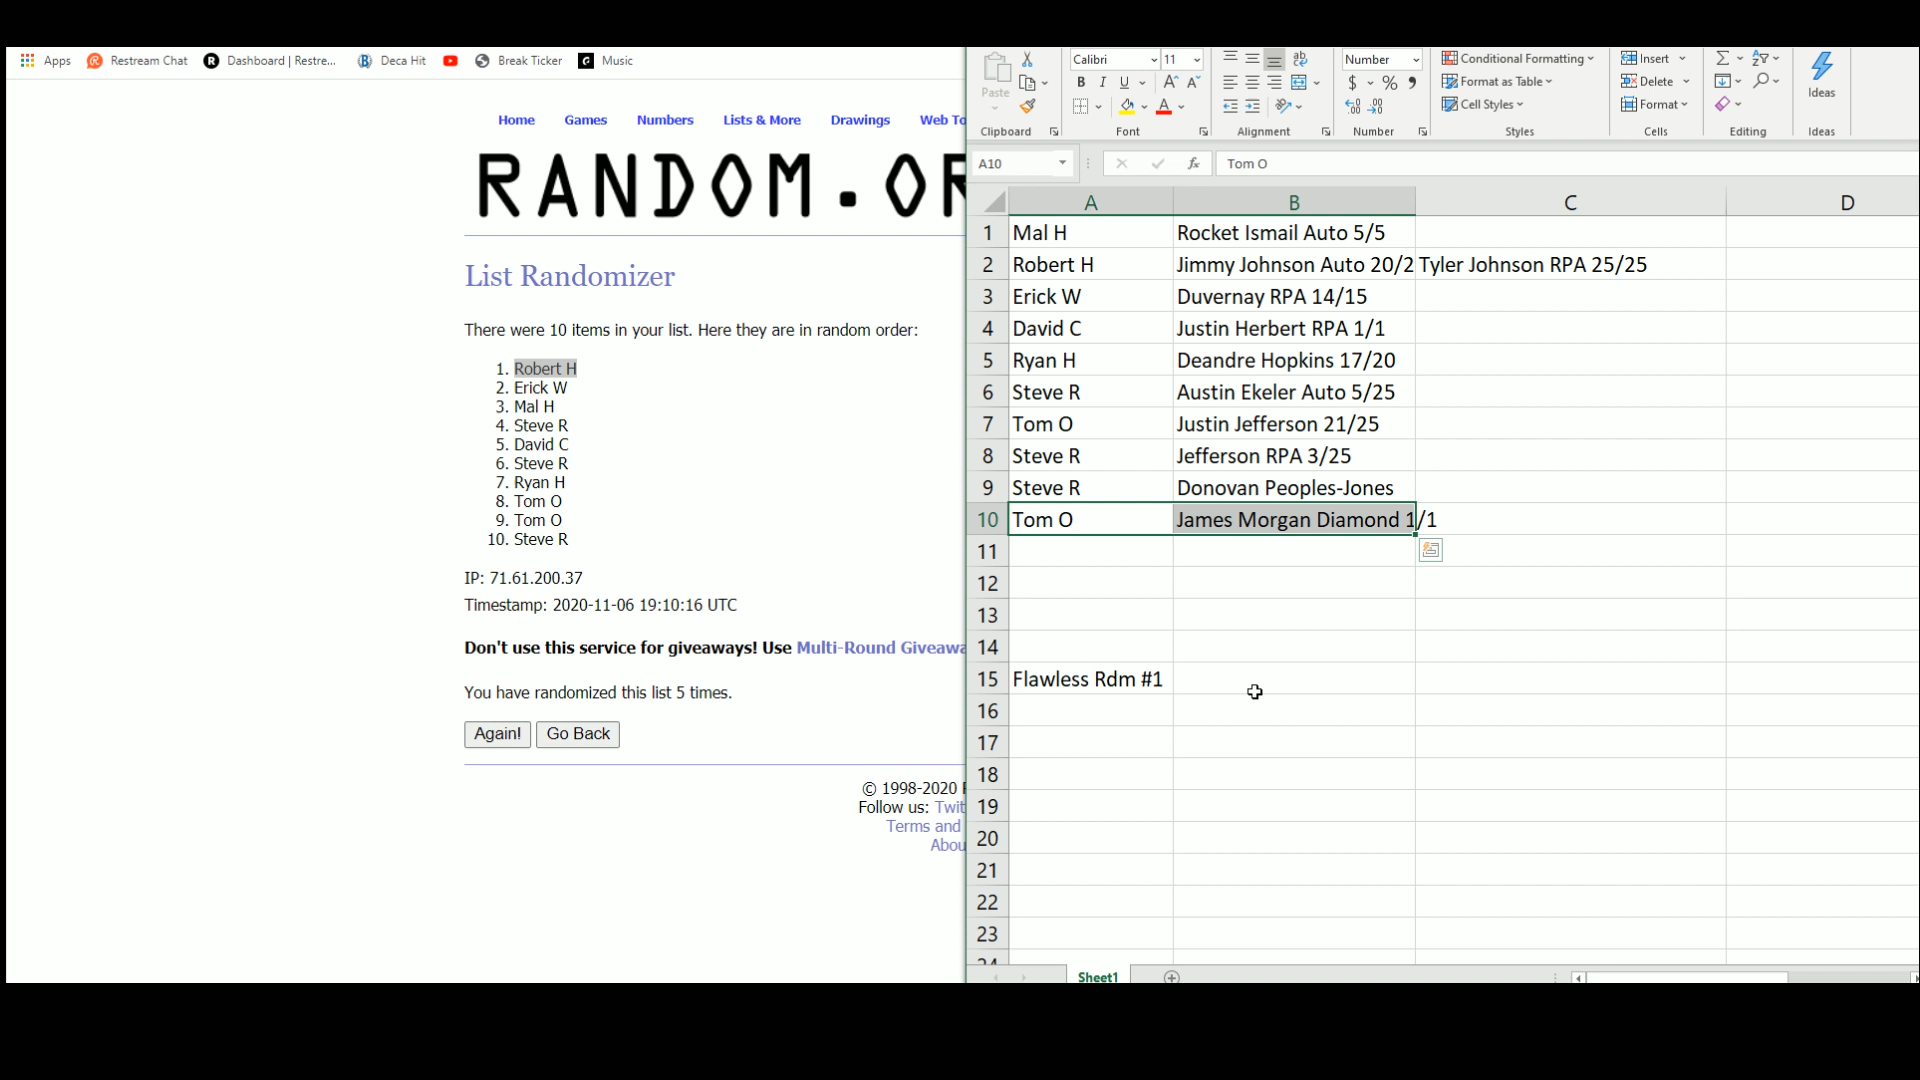 Apps Restream Chat Dashboard | Restre... Deca Hit Break Ticker Music
Home Games Numbers Lists & More Drawings Web To
RANDOM.OR
List Randomizer
There were 10 items in your list. Here they are in random order:
1. Robert H
2. Erick W
3. Mal H
4. Steve R
5. David C
6. Steve R
7. Ryan H
8. Tom O
9. Tom O
10. Steve R
IP: 71.61.200.37
Timestamp: 2020-11-06 19:10:16 UTC
Don't use this service for giveaways! Use Multi-Round Giveawa
You have randomized this list 5 times.
Again! Go Back
© 1998-2020
Follow us: Twit
Terms and
Abou
Calibri 11 Number Conditional Formatting Insert
Paste B I U $ % Format as Table Delete Ideas
Cell Styles Format
Clipboard Font Alignment Number Styles Cells Editing Ideas
A10 fx Tom O
A B C D
1 Mal H Rocket Ismail Auto 5/5
2 Robert H Jimmy Johnson Auto 20/2 Tyler Johnson RPA 25/25
3 Erick W Duvernay RPA 14/15
4 David C Justin Herbert RPA 1/1
5 Ryan H Deandre Hopkins 17/20
6 Steve R Austin Ekeler Auto 5/25
7 Tom O Justin Jefferson 21/25
8 Steve R Jefferson RPA 3/25
9 Steve R Donovan Peoples-Jones
10 Tom O James Morgan Diamond 1/1
11
12
13
14
15 Flawless Rdm #1
16
17
18
19
20
21
22
23
24
Sheet1